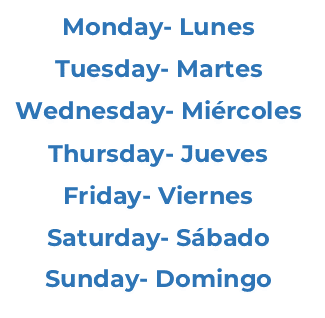 Monday- Lunes
Tuesday- Martes
Wednesday- Miércoles
Thursday- Jueves
Friday- Viernes
Saturday- Sábado
Sunday- Domingo